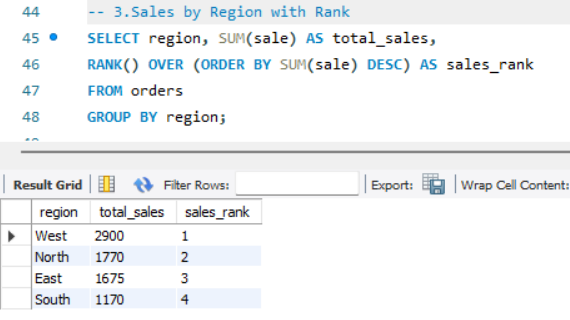 44 -- 3.Sales by Region with Rank
45 SELECT region, SUM(sale) AS total_sales,
46 RANK() OVER (ORDER BY SUM(sale) DESC) AS sales_rank
47 FROM orders
48 GROUP BY region;
Result Grid Filter Rows: Export: Wrap Cell Content:
region total_sales sales_rank
West 2900 1
North 1770 2
East 1675 3
South 1170 4